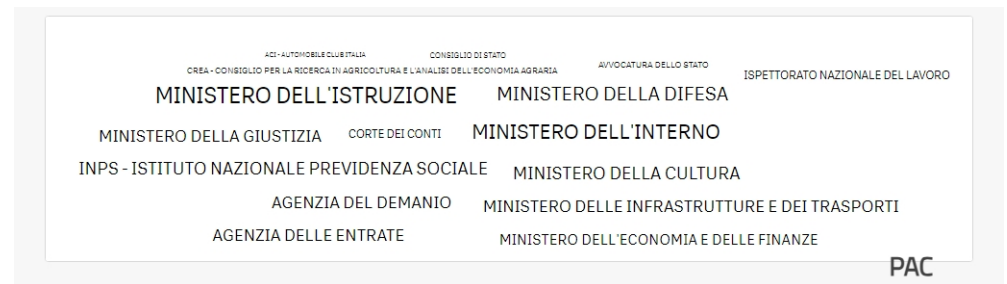 ACI - AUTOMOBILE CLUB ITALIA
CONSIGLIO DI STATO
CREA - CONSIGLIO PER LA RICERCA IN AGRICOLTURA E L'ANALISI DELL'ECONOMIA AGRARIA
AVVOCATURA DELLO STATO
ISPETTORATO NAZIONALE DEL LAVORO
MINISTERO DELL'ISTRUZIONE
MINISTERO DELLA DIFESA
MINISTERO DELLA GIUSTIZIA
CORTE DEI CONTI
MINISTERO DELL'INTERNO
INPS - ISTITUTO NAZIONALE PREVIDENZA SOCIALE
MINISTERO DELLA CULTURA
AGENZIA DEL DEMANIO
MINISTERO DELLE INFRASTRUTTURE E DEI TRASPORTI
AGENZIA DELLE ENTRATE
MINISTERO DELL'ECONOMIA E DELLE FINANZE
PAC